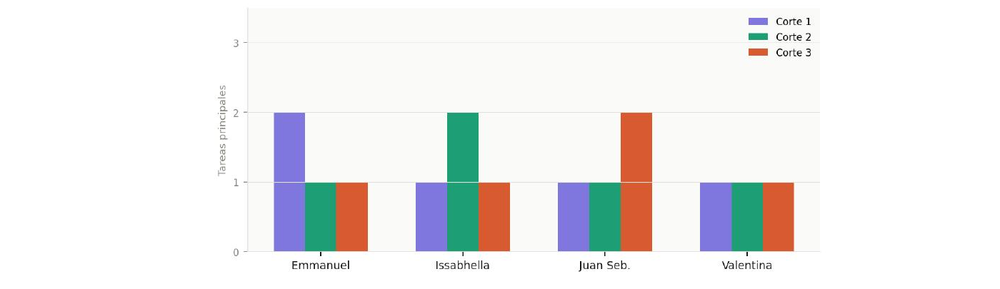 Corte 1
Corte 2
Corte 3
Tareas principales
3
2
1
0
Emmanuel
Issabhella
Juan Seb.
Valentina